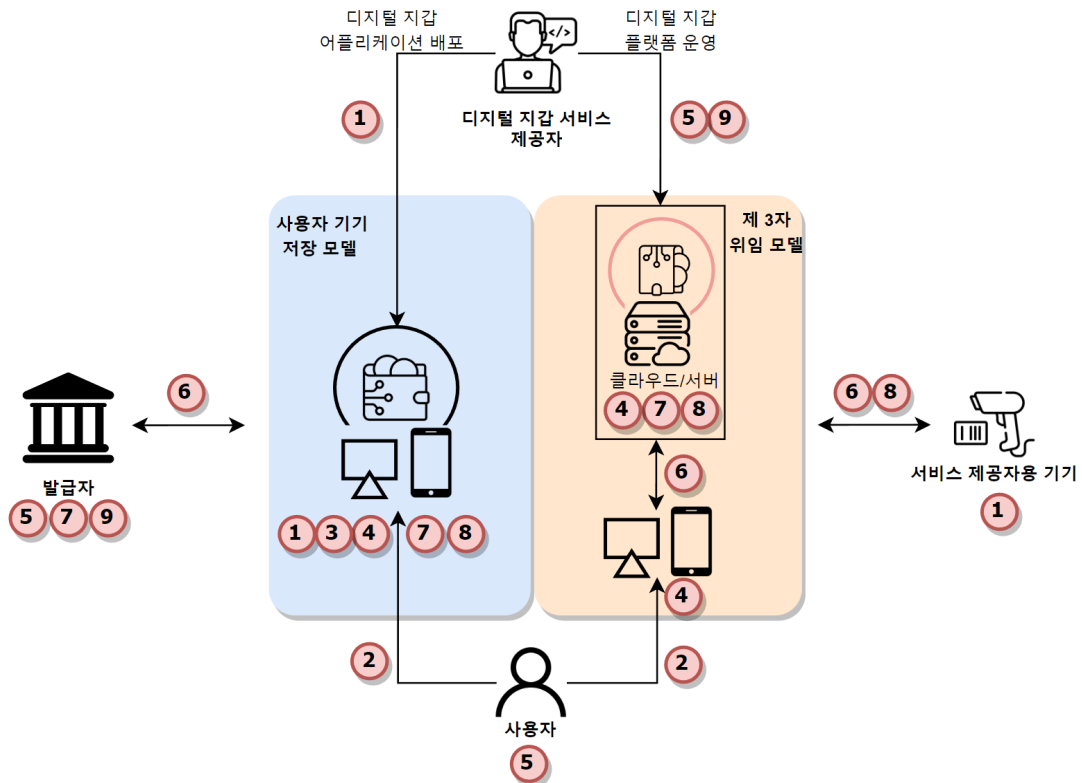 디지털 지갑
어플리케이션 배포
디지털 지갑
플랫폼 운영
</>
디지털 지갑 서비스
제공자
1
5 9
사용자 기기
저장 모델
제 3자
위임 모델
클라우드/서버
4 7 8
6
발급자
5 7 9
6 8
서비스 제공자용 기기
1
6
1 3 4 7 8
4
2
2
사용자
5